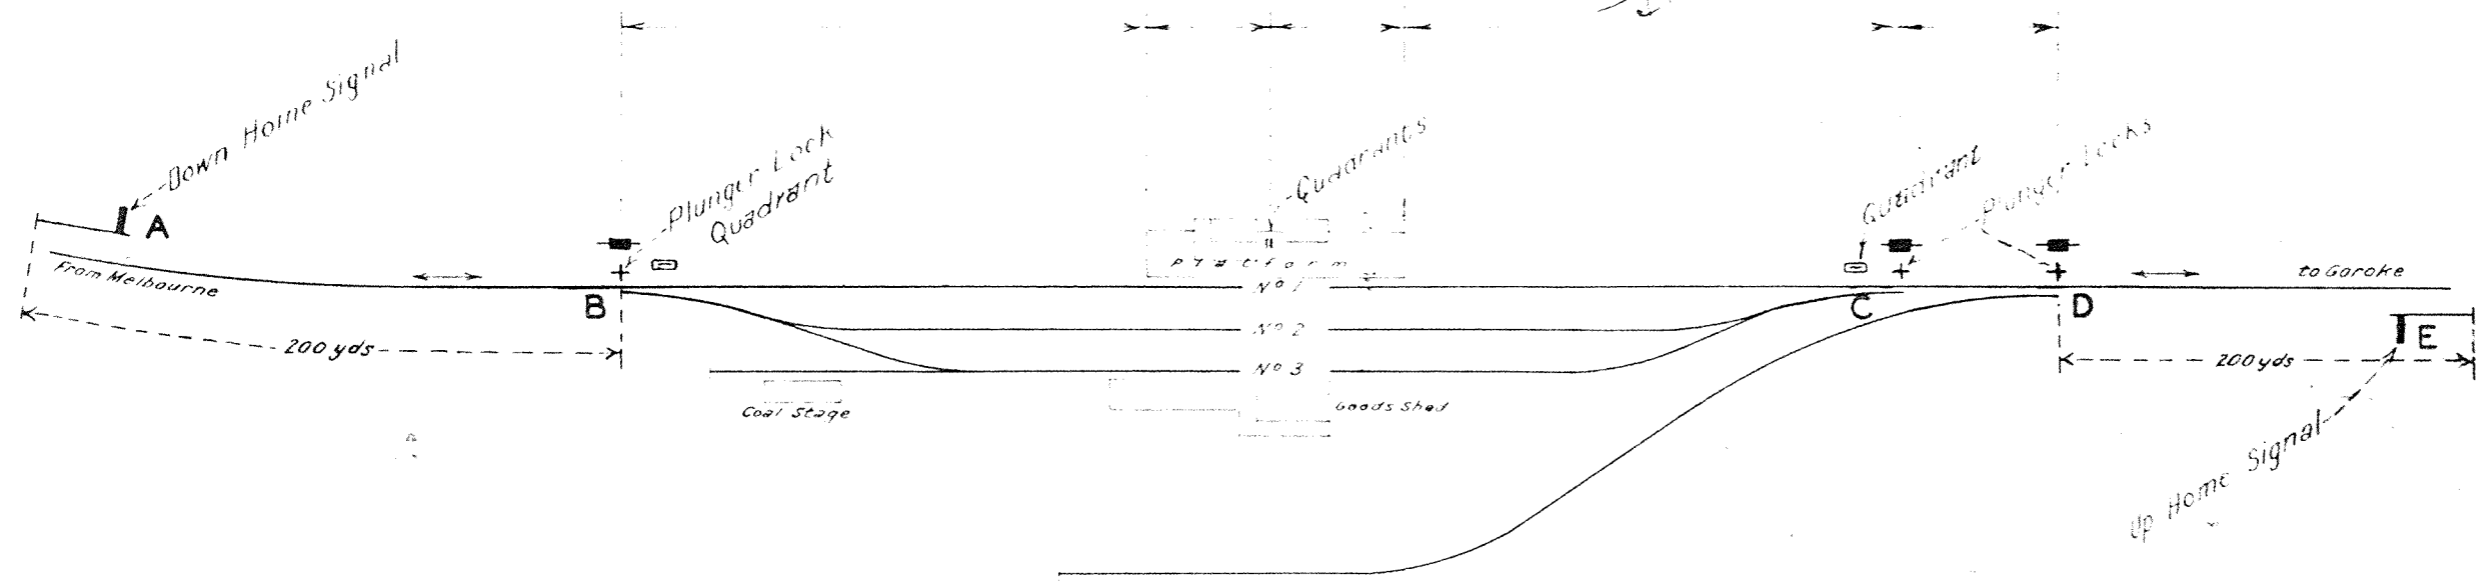 Down Home Signal
A
From Melbourne
200 yds
B
Plunger Lock
Quadrant
Quadrants
Platform
No 1
No 2
No 3
Coal Stage
Goods Shed
Quadrant
Plunger Locks
C
D
to Goroke
E
200 yds
Up Home Signal